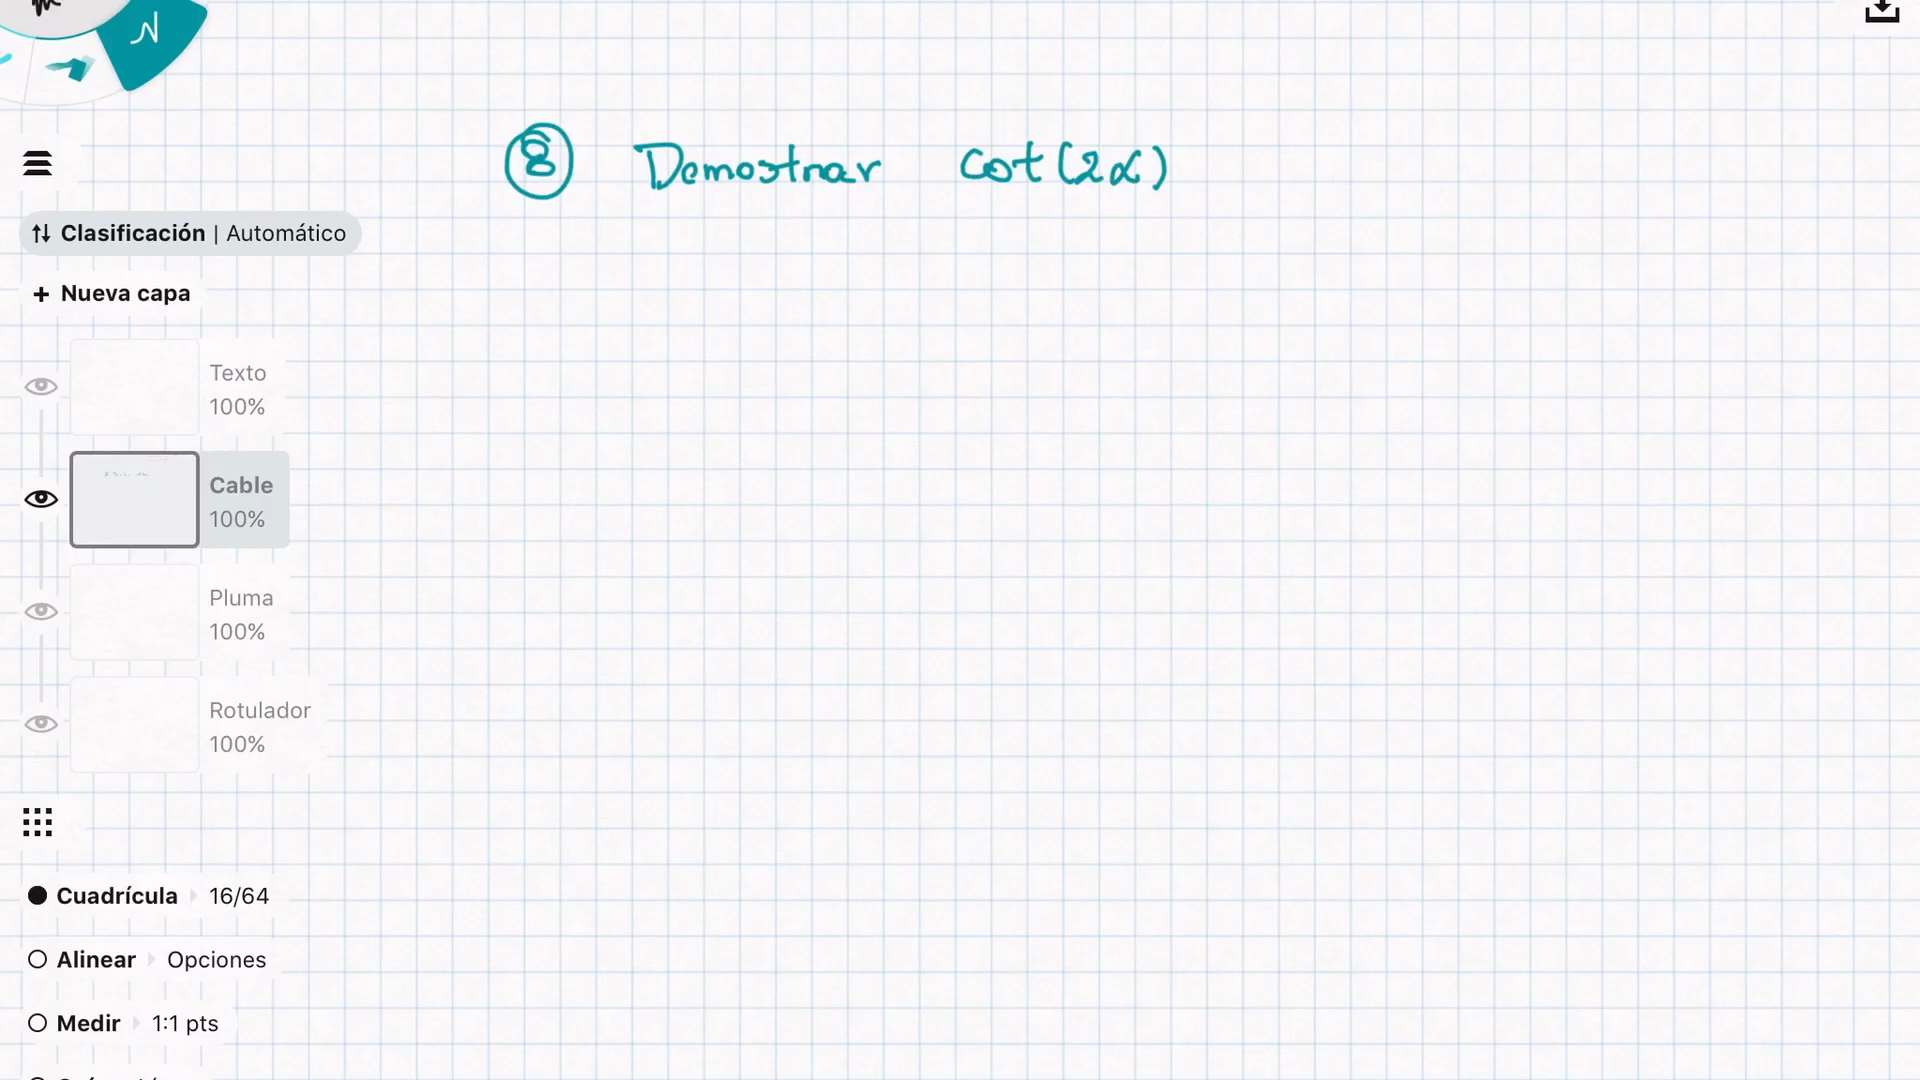 8 Demostrar cot(2α)
Clasificación | Automático
+ Nueva capa
Texto
100%
Cable
100%
Pluma
100%
Rotulador
100%
Cuadrícula 16/64
Alinear Opciones
Medir 1:1 pts